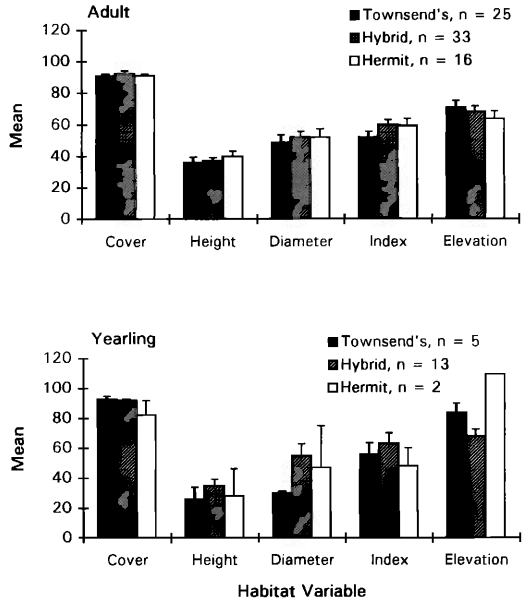 Adult
Townsend's, n = 25
Hybrid, n = 33
Hermit, n = 16
Mean
120
100
80
60
40
20
0
Cover Height Diameter Index Elevation
Yearling
Townsend's, n = 5
Hybrid, n = 13
Hermit, n = 2
Mean
120
100
80
60
40
20
0
Cover Height Diameter Index Elevation
Habitat Variable